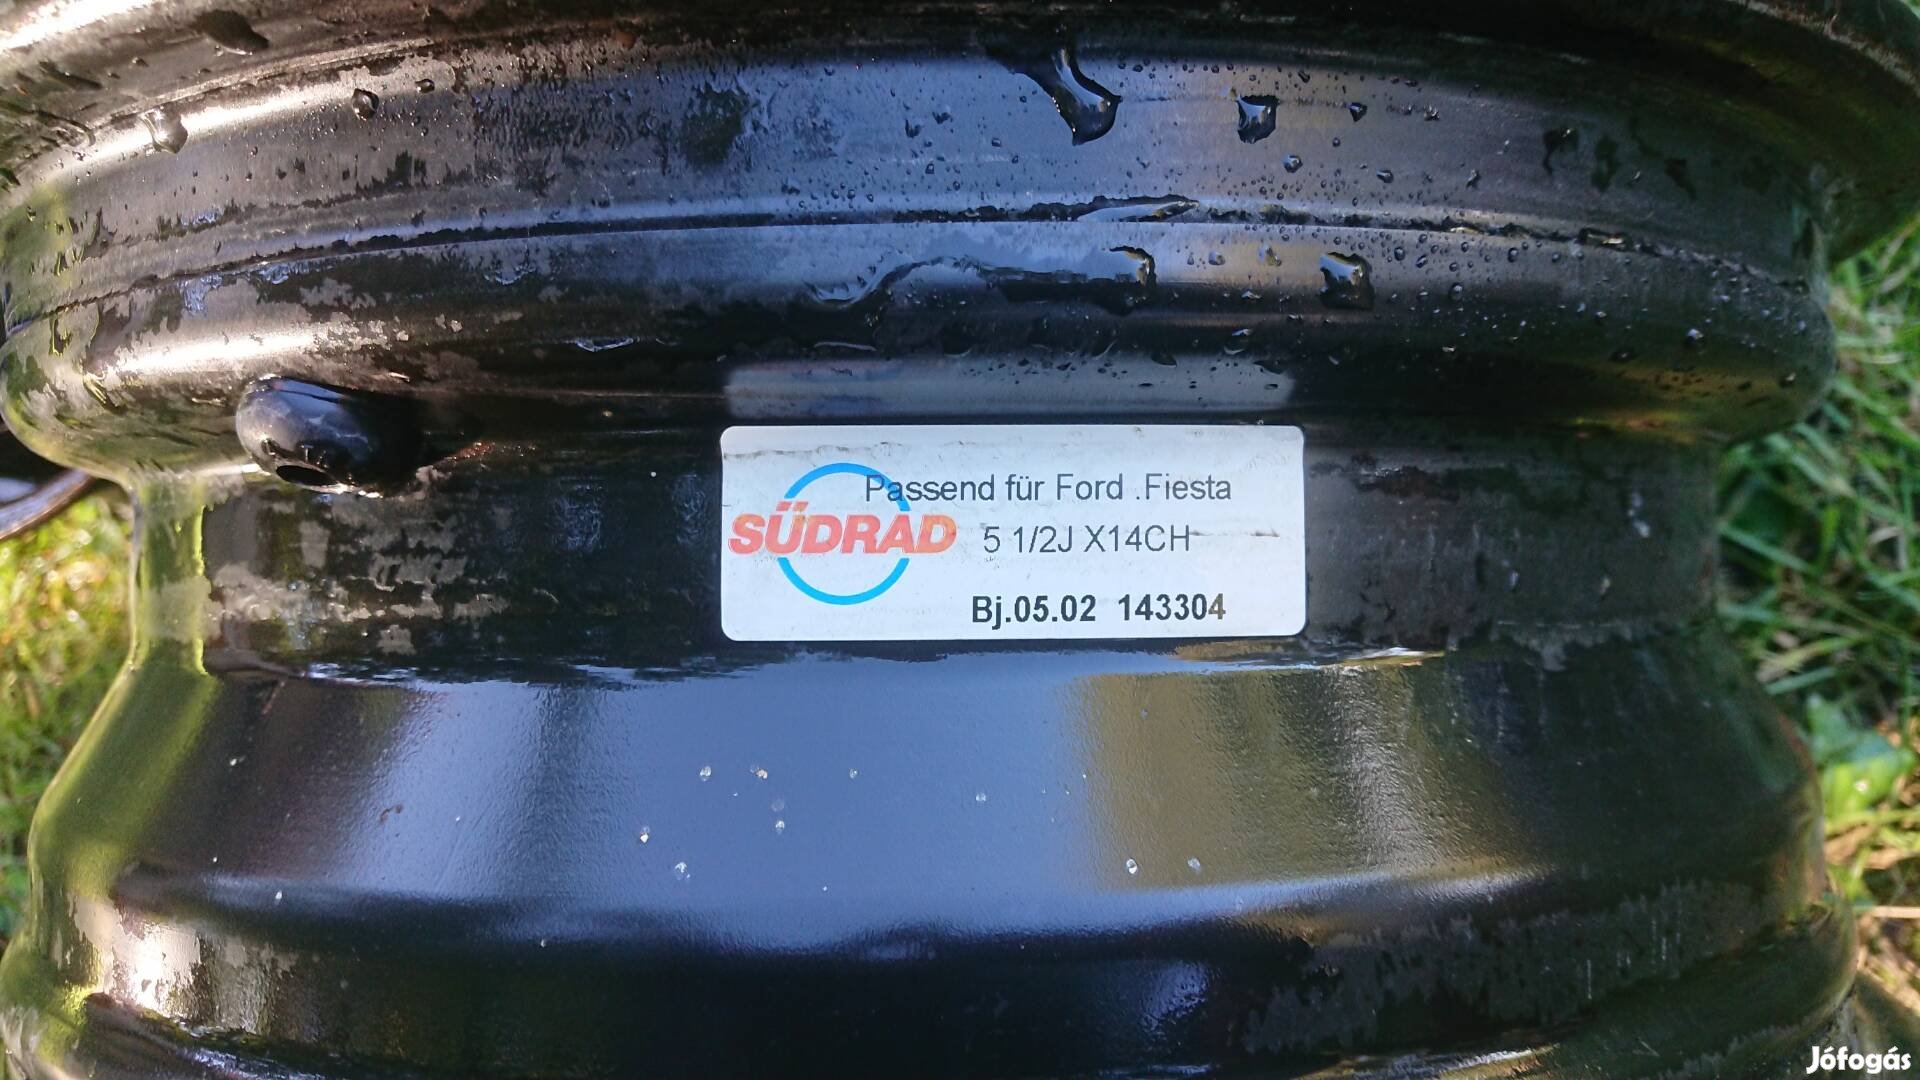 Passend für Ford .Fiesta
SÜDRAD 5 1/2J X14CH
Bj.05.02 143304
Jófogás